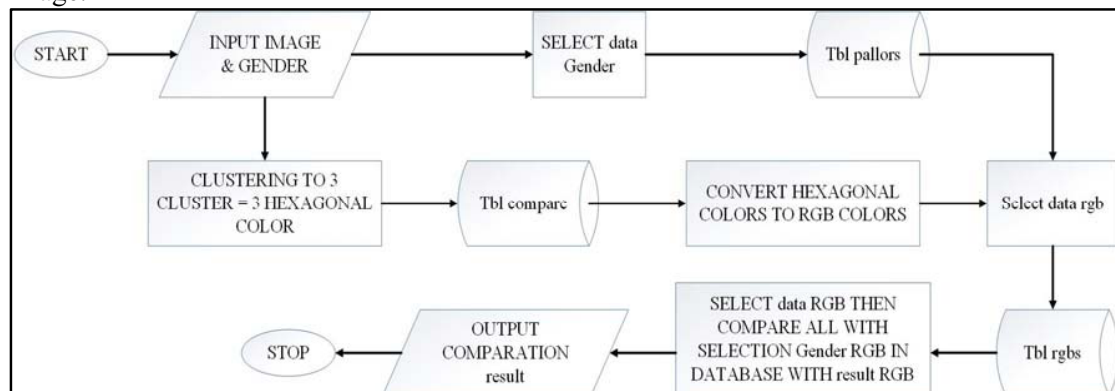 START
INPUT IMAGE
& GENDER
SELECT data
Gender
Tbl pallors
CLUSTERING TO 3
CLUSTER = 3 HEXAGONAL
COLOR
Tbl compare
CONVERT HEXAGONAL
COLORS TO RGB COLORS
Select data rgb
STOP
OUTPUT
COMPARATION
result
SELECT data RGB THEN
COMPARE ALL WITH
SELECTION Gender RGB IN
DATABASE WITH result RGB
Tbl rgbs